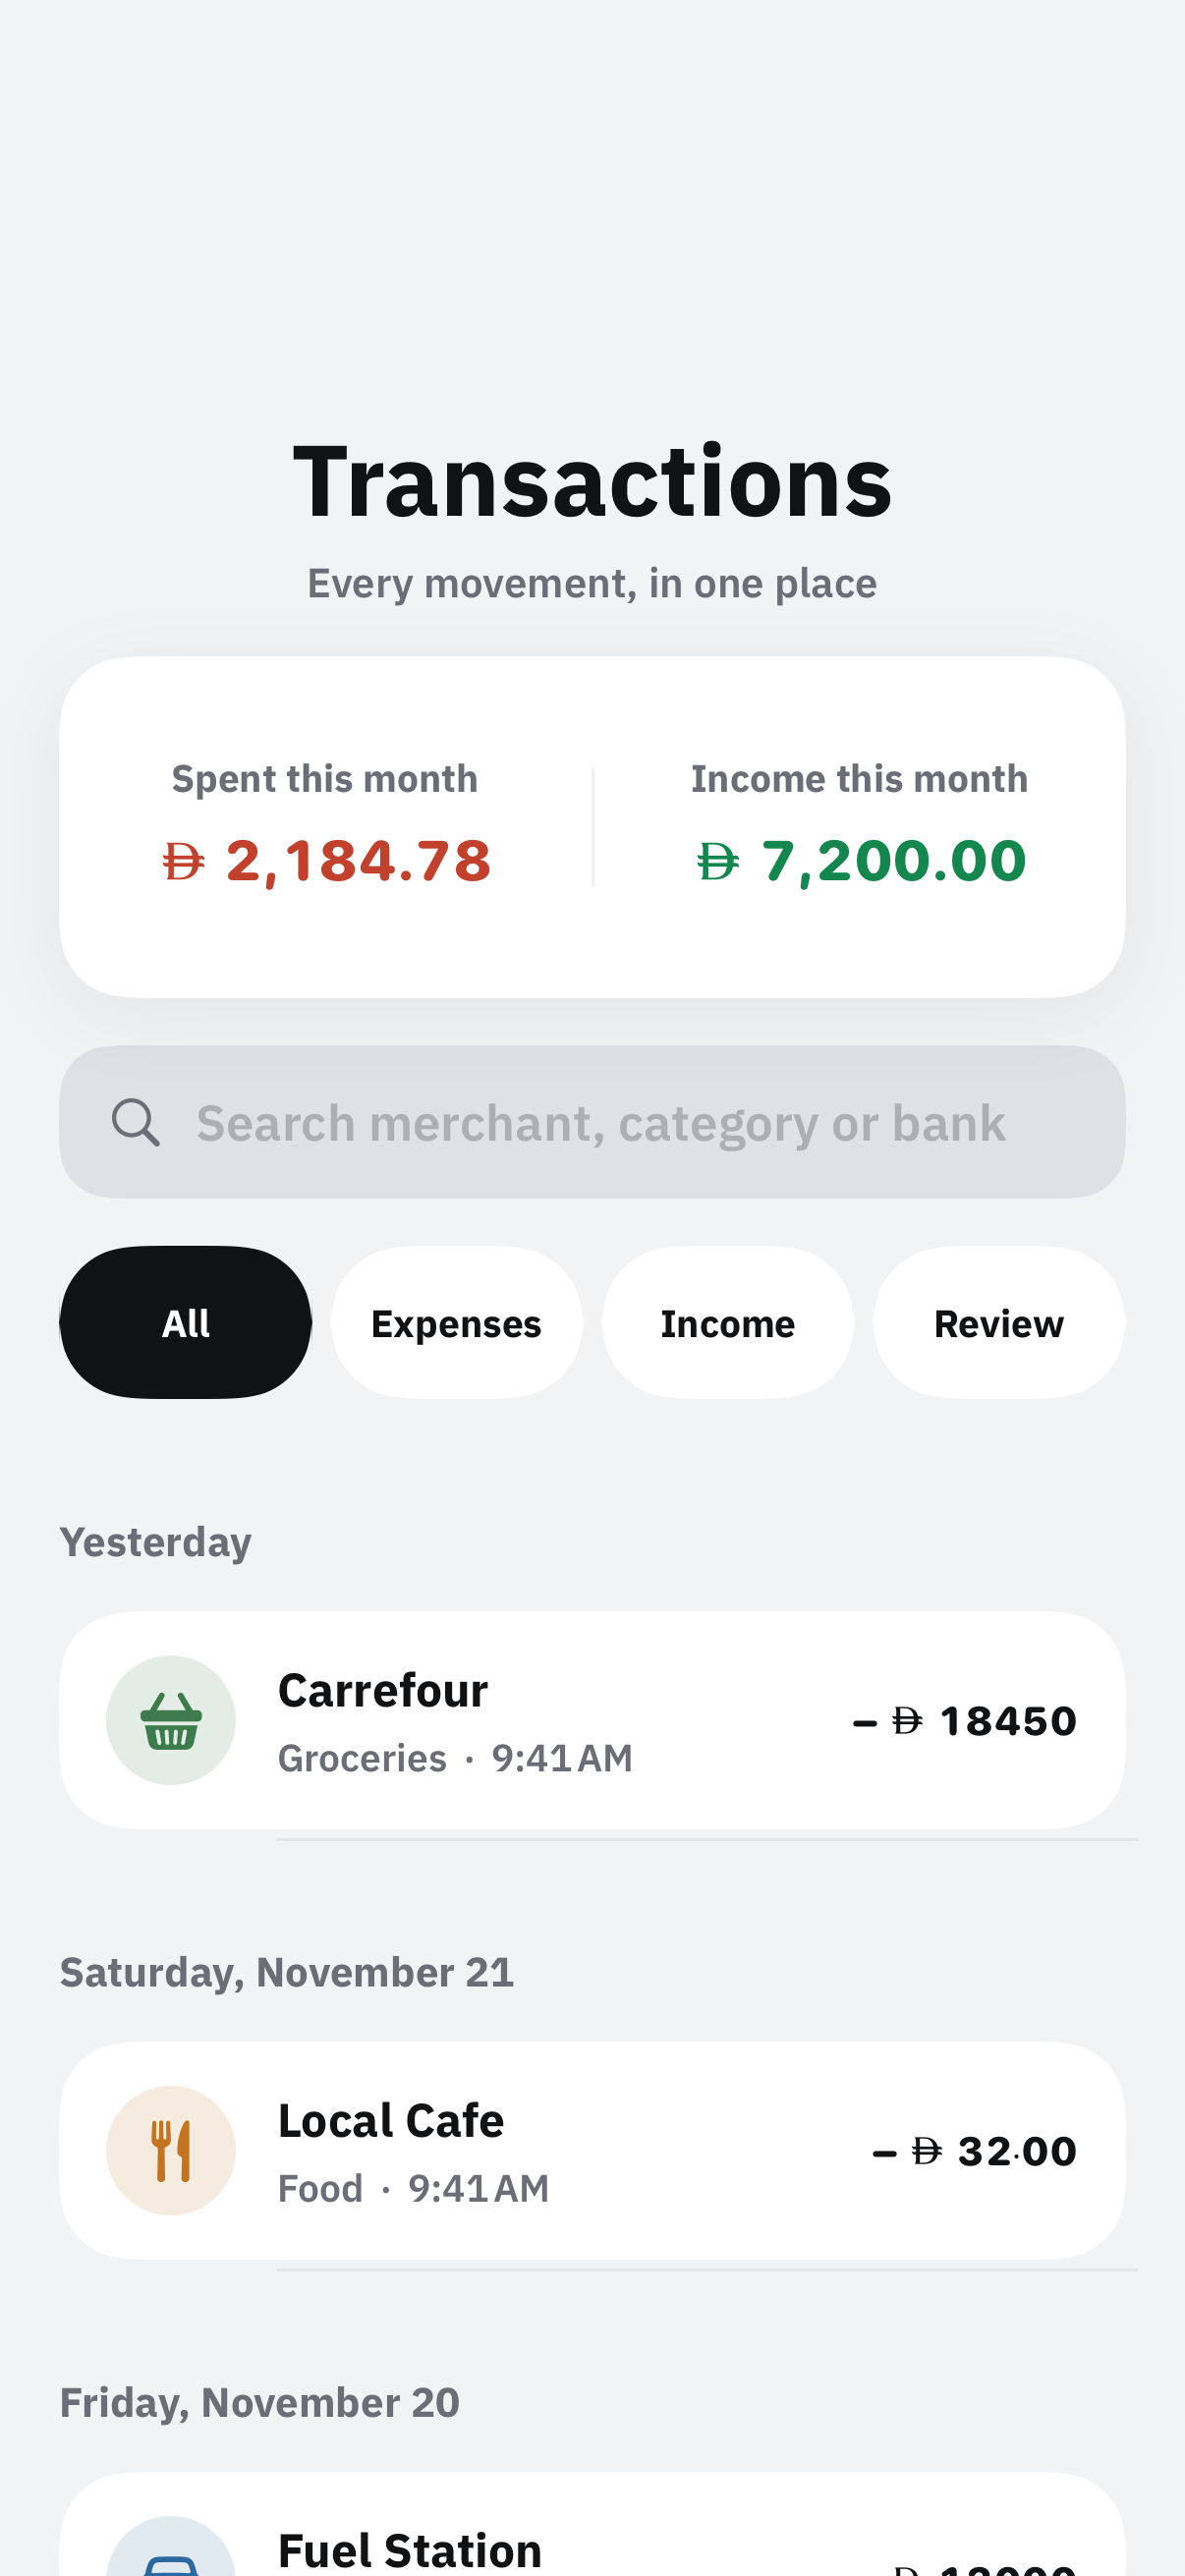 Transactions
Every movement, in one place
Spent this month
Income this month
 2,184.78
 7,200.00
Search merchant, category or bank
All
Expenses
Income
Review
Yesterday
Carrefour
–  18450
Groceries · 9:41 AM
Saturday, November 21
Local Cafe
–  32.00
Food · 9:41 AM
Friday, November 20
Fuel Station